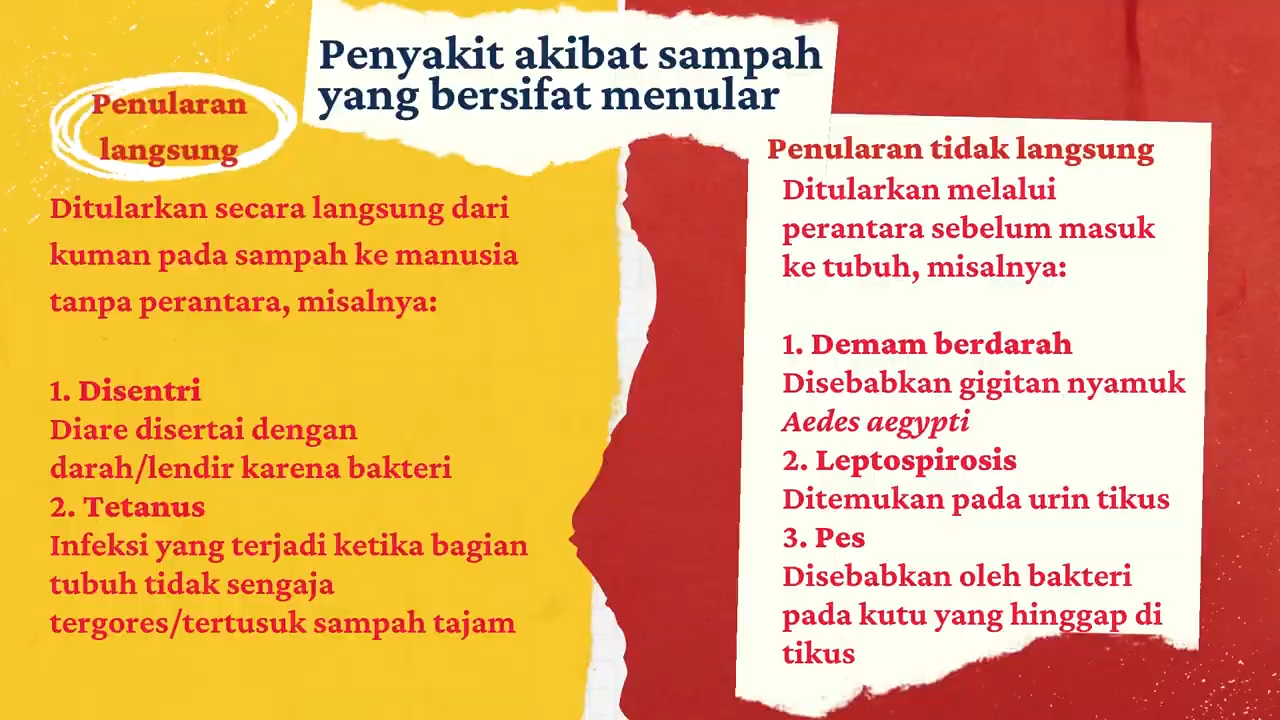 Penyakit akibat sampah
yang bersifat menular
Penularan
langsung
Ditularkan secara langsung dari
kuman pada sampah ke manusia
tanpa perantara, misalnya:
1. Disentri
Diare disertai dengan
darah/lendir karena bakteri
2. Tetanus
Infeksi yang terjadi ketika bagian
tubuh tidak sengaja
tergores/tertusuk sampah tajam
Penularan tidak langsung
Ditularkan melalui
perantara sebelum masuk
ke tubuh, misalnya:
1. Demam berdarah
Disebabkan gigitan nyamuk
Aedes aegypti
2. Leptospirosis
Ditemukan pada urin tikus
3. Pes
Disebabkan oleh bakteri
pada kutu yang hinggap di
tikus